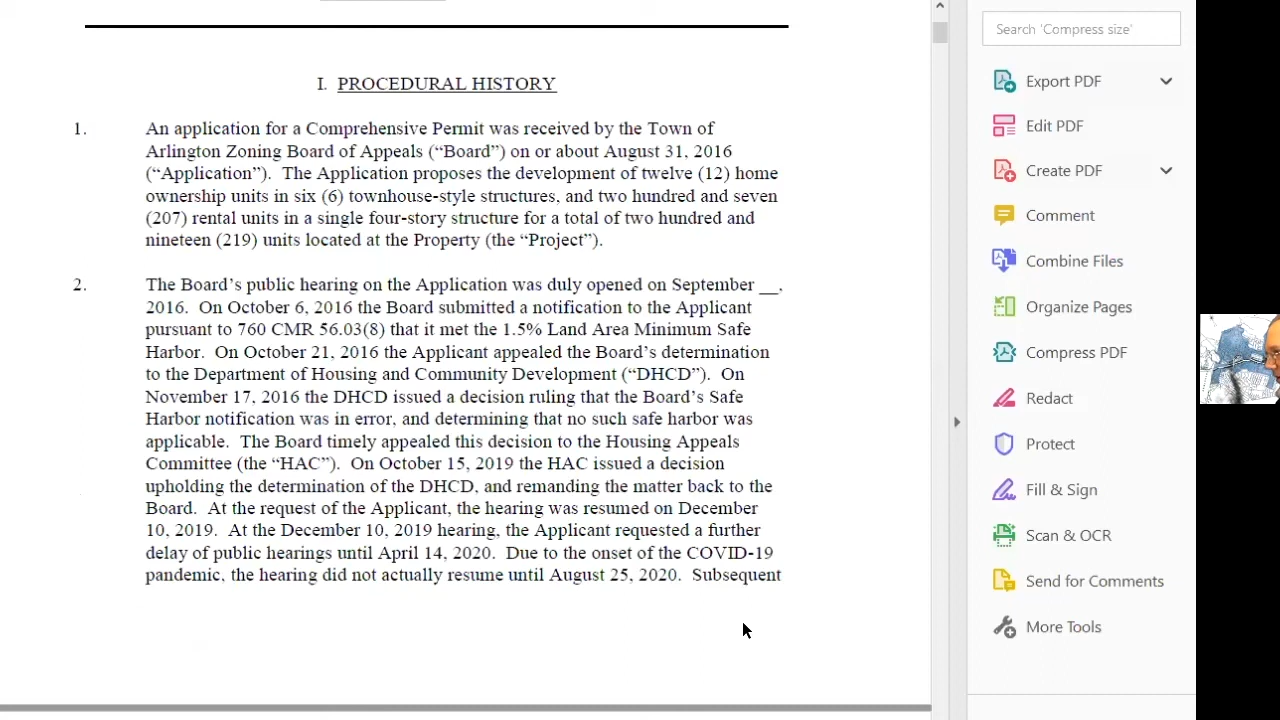 I. PROCEDURAL HISTORY
1. An application for a Comprehensive Permit was received by the Town of
Arlington Zoning Board of Appeals (“Board”) on or about August 31, 2016
(“Application”). The Application proposes the development of twelve (12) home
ownership units in six (6) townhouse-style structures, and two hundred and seven
(207) rental units in a single four-story structure for a total of two hundred and
nineteen (219) units located at the Property (the “Project”).
2. The Board’s public hearing on the Application was duly opened on September __,
2016. On October 6, 2016 the Board submitted a notification to the Applicant
pursuant to 760 CMR 56.03(8) that it met the 1.5% Land Area Minimum Safe
Harbor. On October 21, 2016 the Applicant appealed the Board’s determination
to the Department of Housing and Community Development (“DHCD”). On
November 17, 2016 the DHCD issued a decision ruling that the Board’s Safe
Harbor notification was in error, and determining that no such safe harbor was
applicable. The Board timely appealed this decision to the Housing Appeals
Committee (the “HAC”). On October 15, 2019 the HAC issued a decision
upholding the determination of the DHCD, and remanding the matter back to the
Board. At the request of the Applicant, the hearing was resumed on December
10, 2019. At the December 10, 2019 hearing, the Applicant requested a further
delay of public hearings until April 14, 2020. Due to the onset of the COVID-19
pandemic, the hearing did not actually resume until August 25, 2020. Subsequent
Search 'Compress size'
Export PDF
Edit PDF
Create PDF
Comment
Combine Files
Organize Pages
Compress PDF
Redact
Protect
Fill & Sign
Scan & OCR
Send for Comments
More Tools